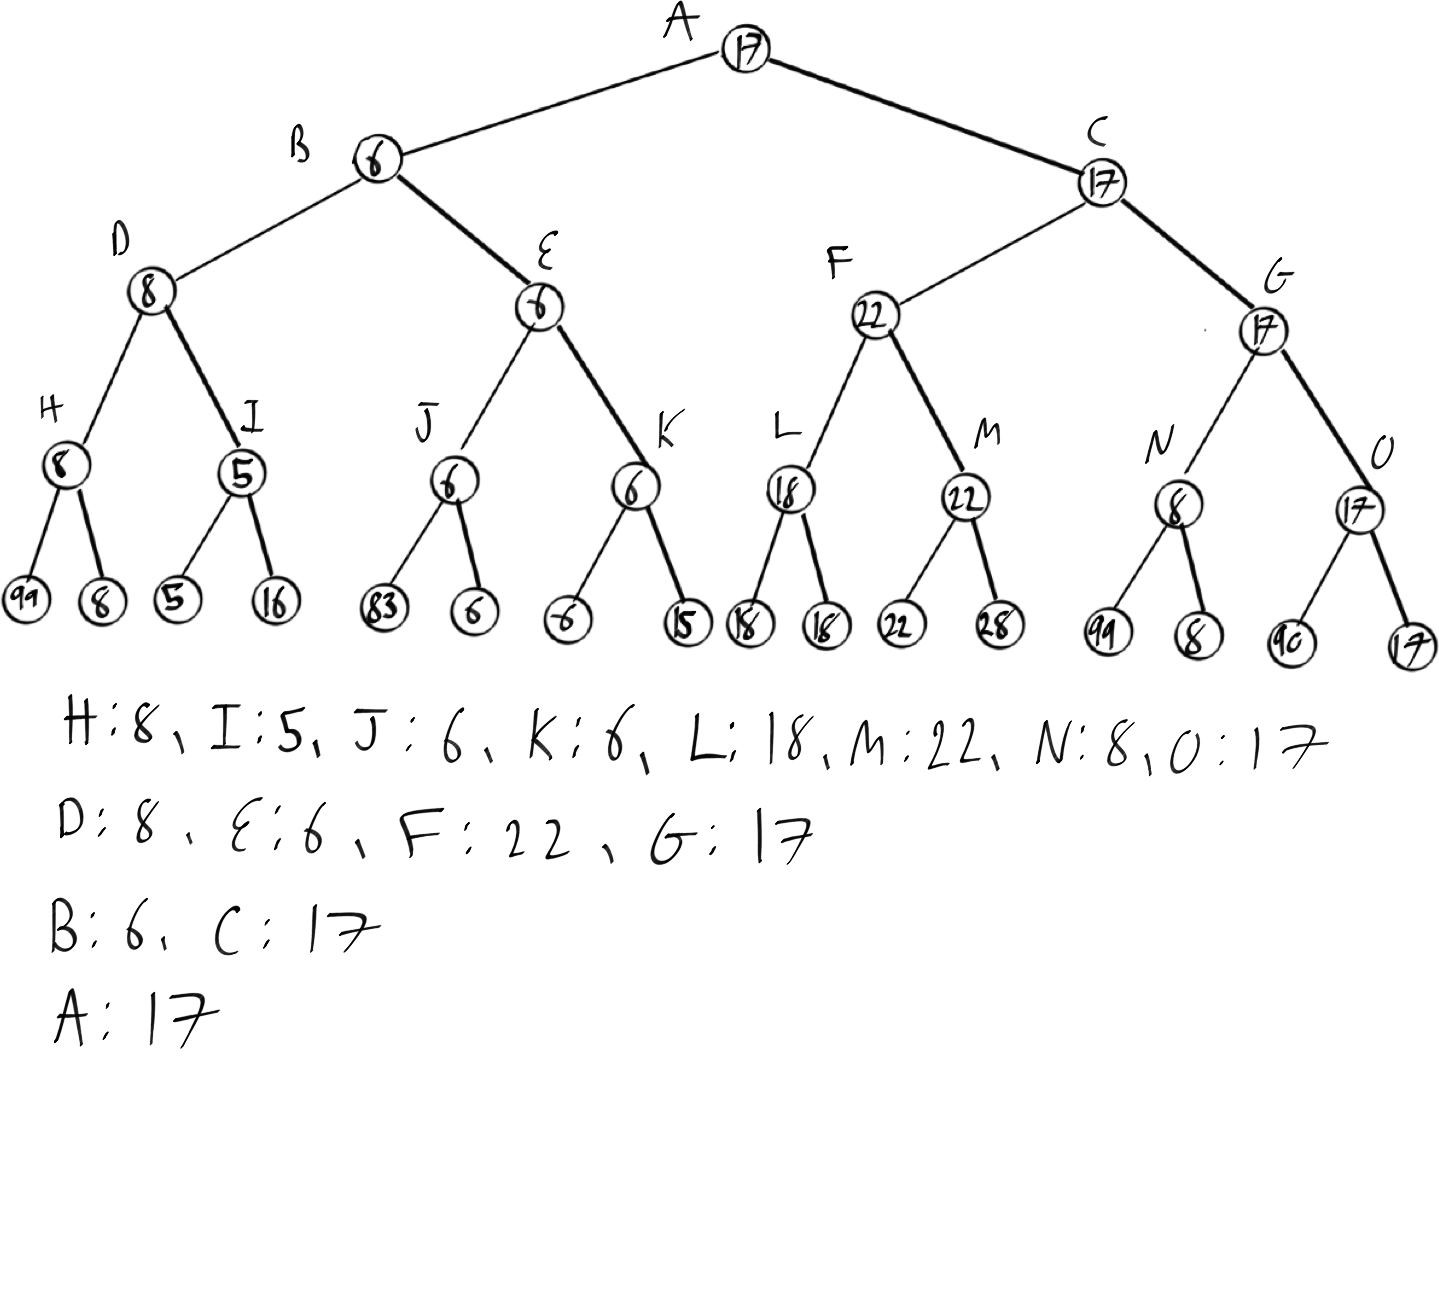 A 17
B 6 C 17
D 8 E 6 F 22 G 17
H 8 I 5 J 6 K 6 L 18 M 22 N 8 O 17
99 8 5 16 83 6 6 15 18 18 22 28 99 8 90 17
H:8、I:5、J:6、K:6、L:18、M:22、N:8、O:17
D:8、E:6、F:22、G:17
B:6、C:17
A:17